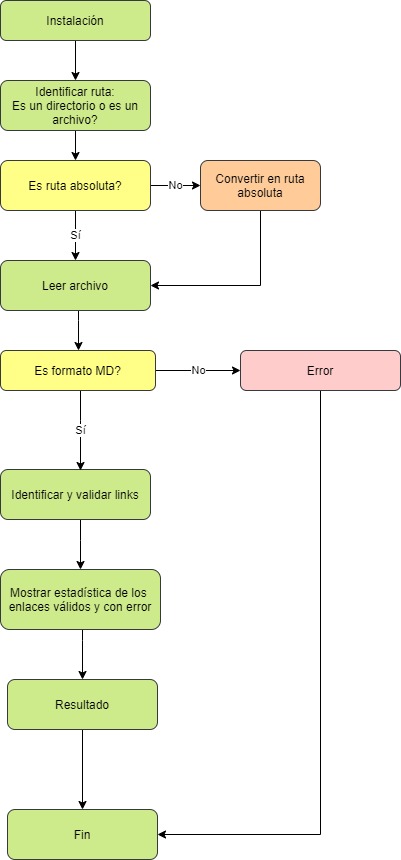 Instalación
Identificar ruta:
Es un directorio o es un
archivo?
Es ruta absoluta?
No
Convertir en ruta
absoluta
Sí
Leer archivo
Es formato MD?
No
Error
Sí
Identificar y validar links
Mostrar estadística de los
enlaces válidos y con error
Resultado
Fin